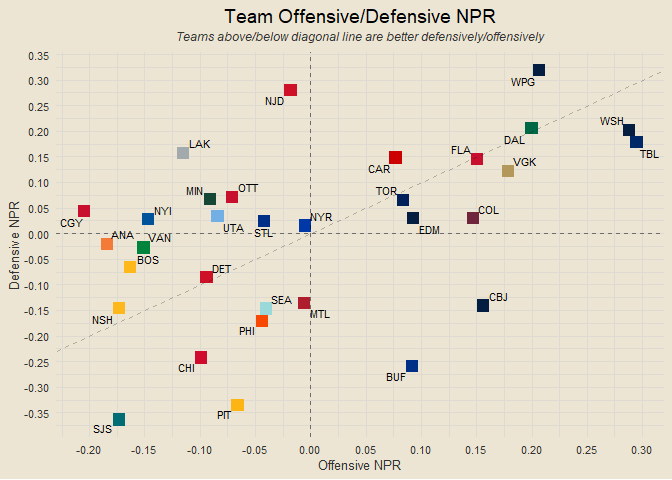 Team Offensive/Defensive NPR
Teams above/below diagonal line are better defensively/offensively
0.35
0.30
0.25
0.20
0.15
0.10
0.05
0.00
-0.05
-0.10
-0.15
-0.20
-0.25
-0.30
-0.35
Defensive NPR
WPG
NJD
WSH
DAL
TBL
LAK
FLA
CAR
VGK
MIN
OTT
TOR
CGY
NYI
UTA
STL
NYR
EDM
COL
ANA
VAN
BOS
DET
SEA
CBJ
NSH
MTL
PHI
CHI
BUF
PIT
SJS
-0.20
-0.15
-0.10
-0.05
0.00
0.05
0.10
0.15
0.20
0.25
0.30
Offensive NPR